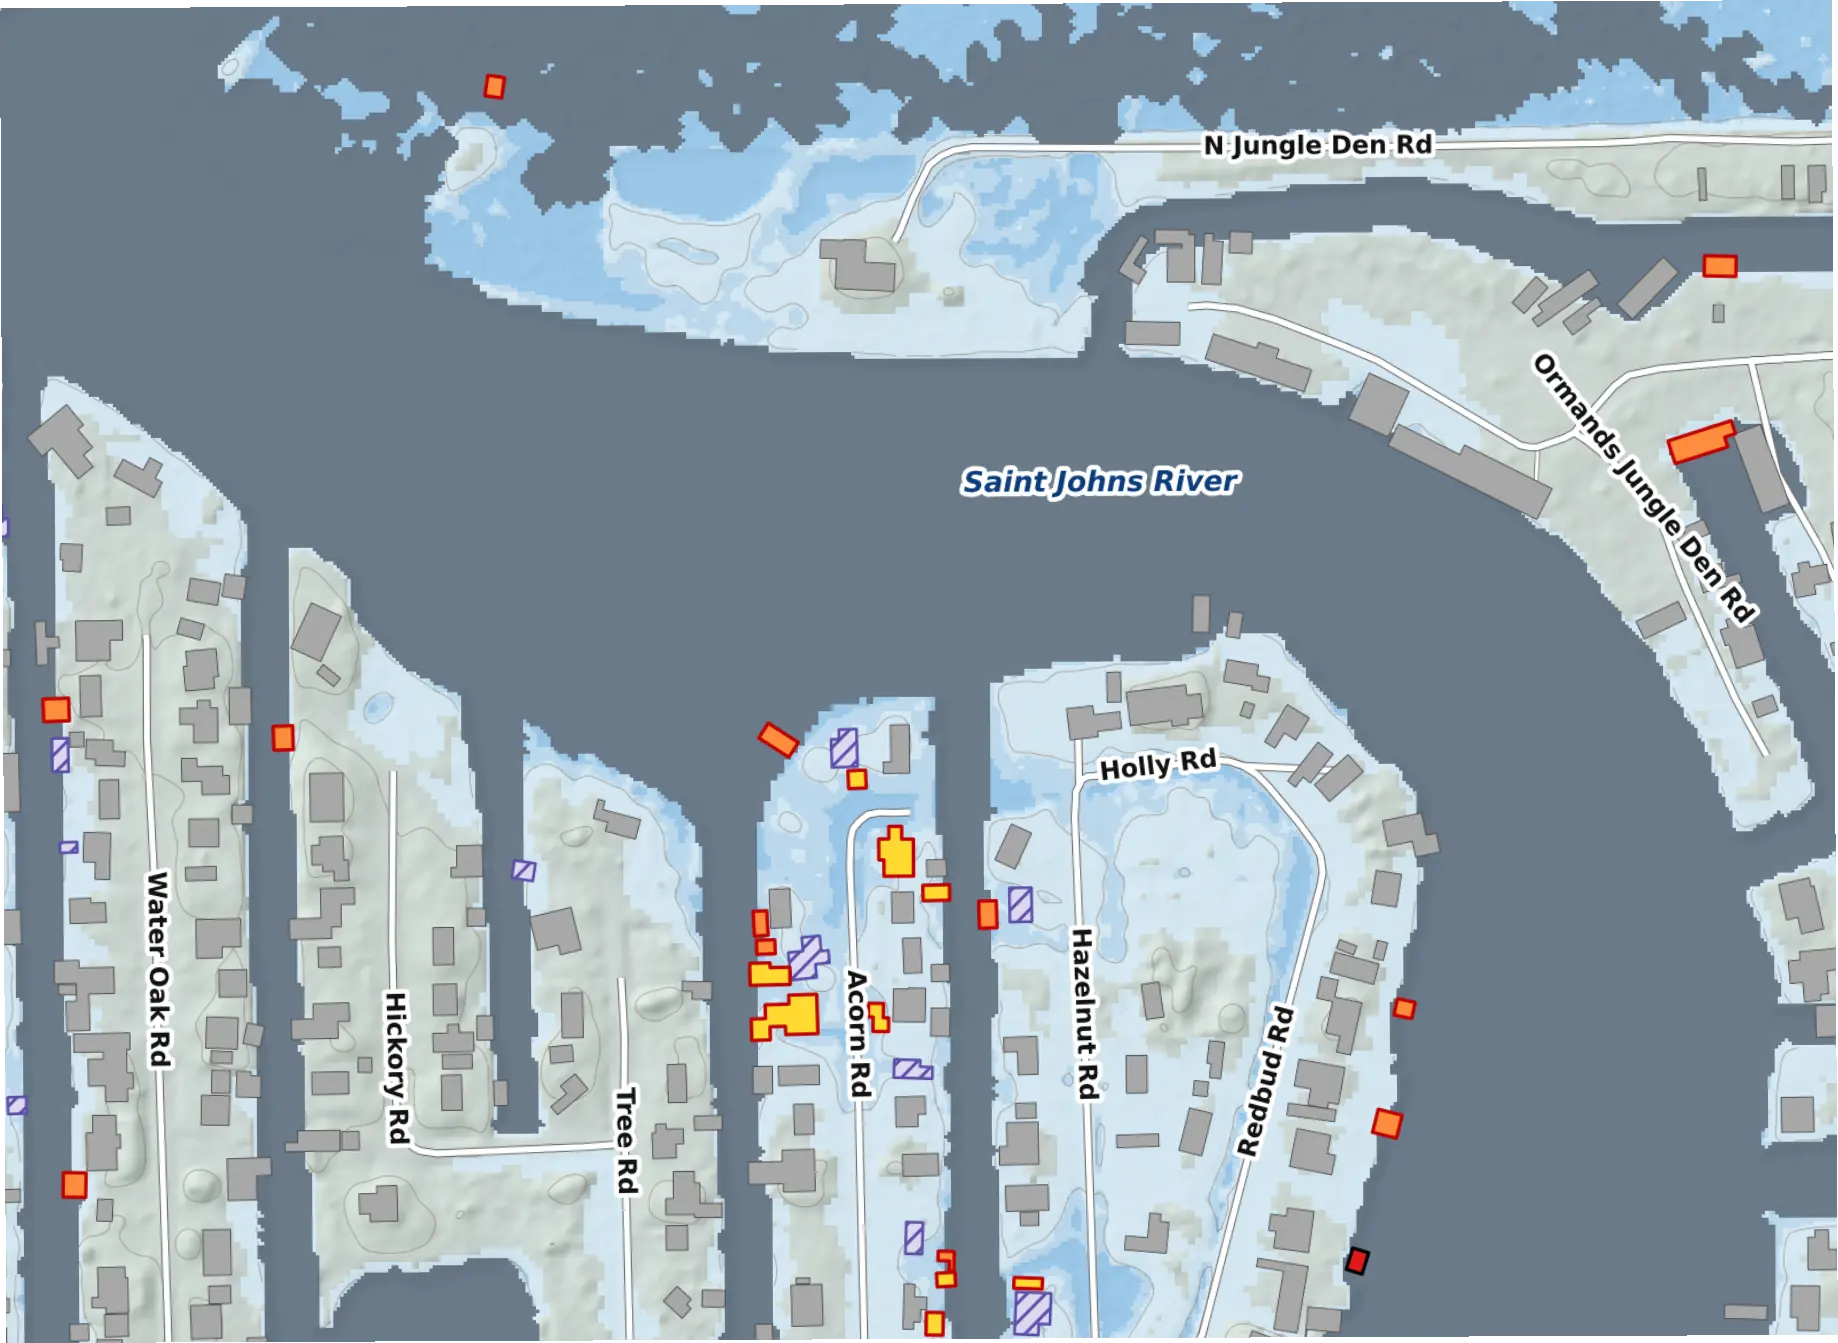 N Jungle Den Rd
Ormands Jungle Den Rd
Saint Johns River
Holly Rd
Water Oak Rd
Hickory Rd
Tree Rd
Acorn Rd
Hazelnut Rd
Redbud Rd